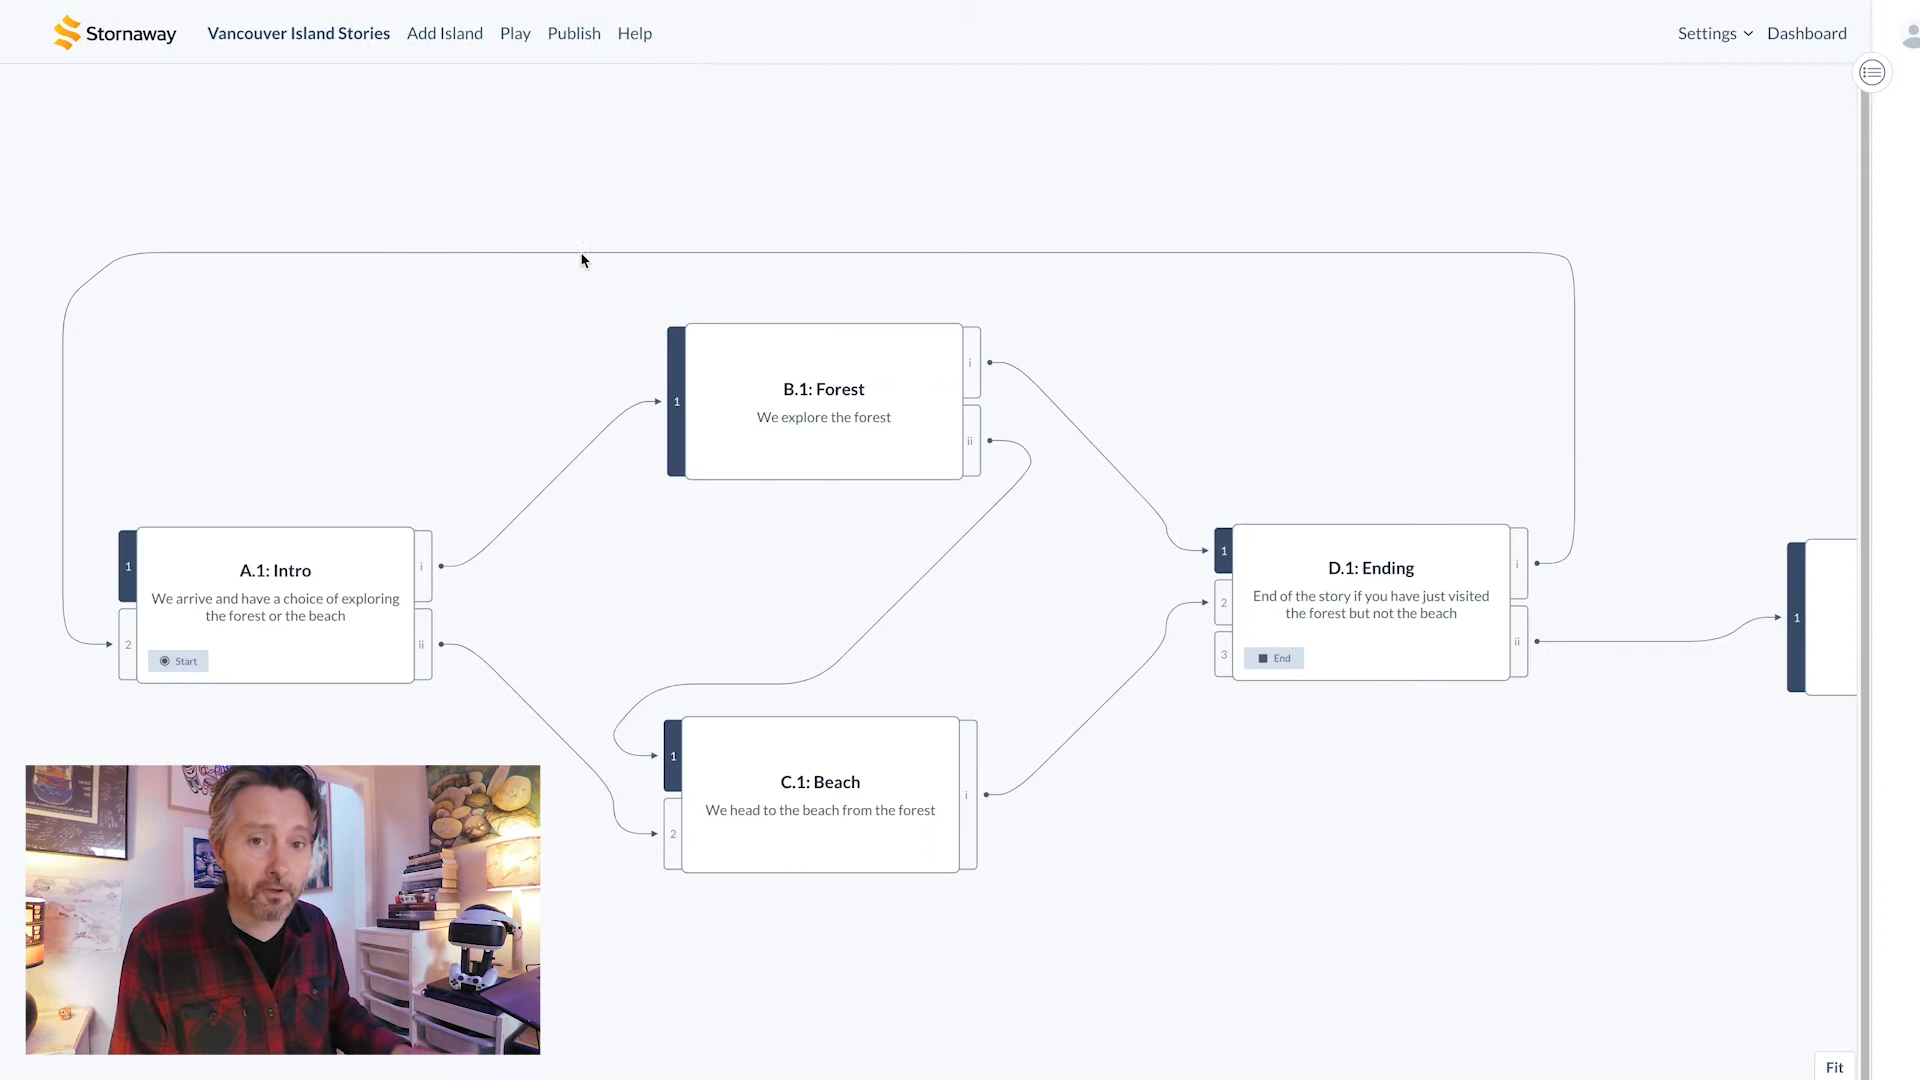 Stornaway Vancouver Island Stories Add Island Play Publish Help Settings Dashboard
1 B.1: Forest i
We explore the forest
ii
1 A.1: Intro i
We arrive and have a choice of exploring
the forest or the beach
2 Start ii
1 D.1: Ending i
2 End of the story if you have just visited
the forest but not the beach
3 End ii
1
1 C.1: Beach
We head to the beach from the forest
i
2
Fit